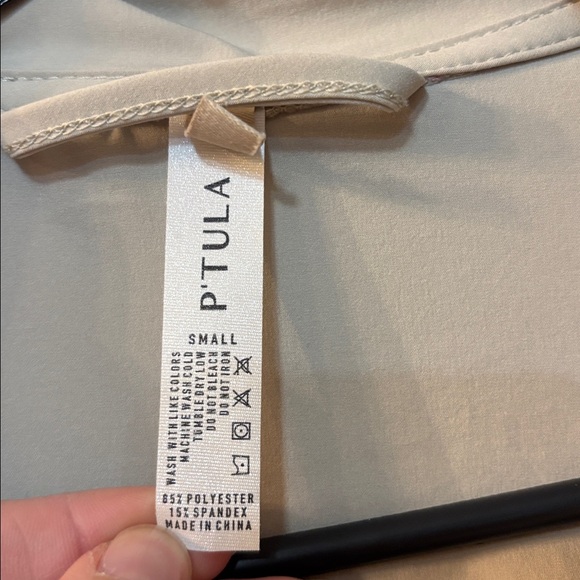 P'TULA
SMALL
WASH WITH LIKE COLORS
MACHINE WASH COLD
TUMBLE DRY LOW
DO NOT BLEACH
DO NOT IRON
85% POLYESTER
15% SPANDEX
MADE IN CHINA